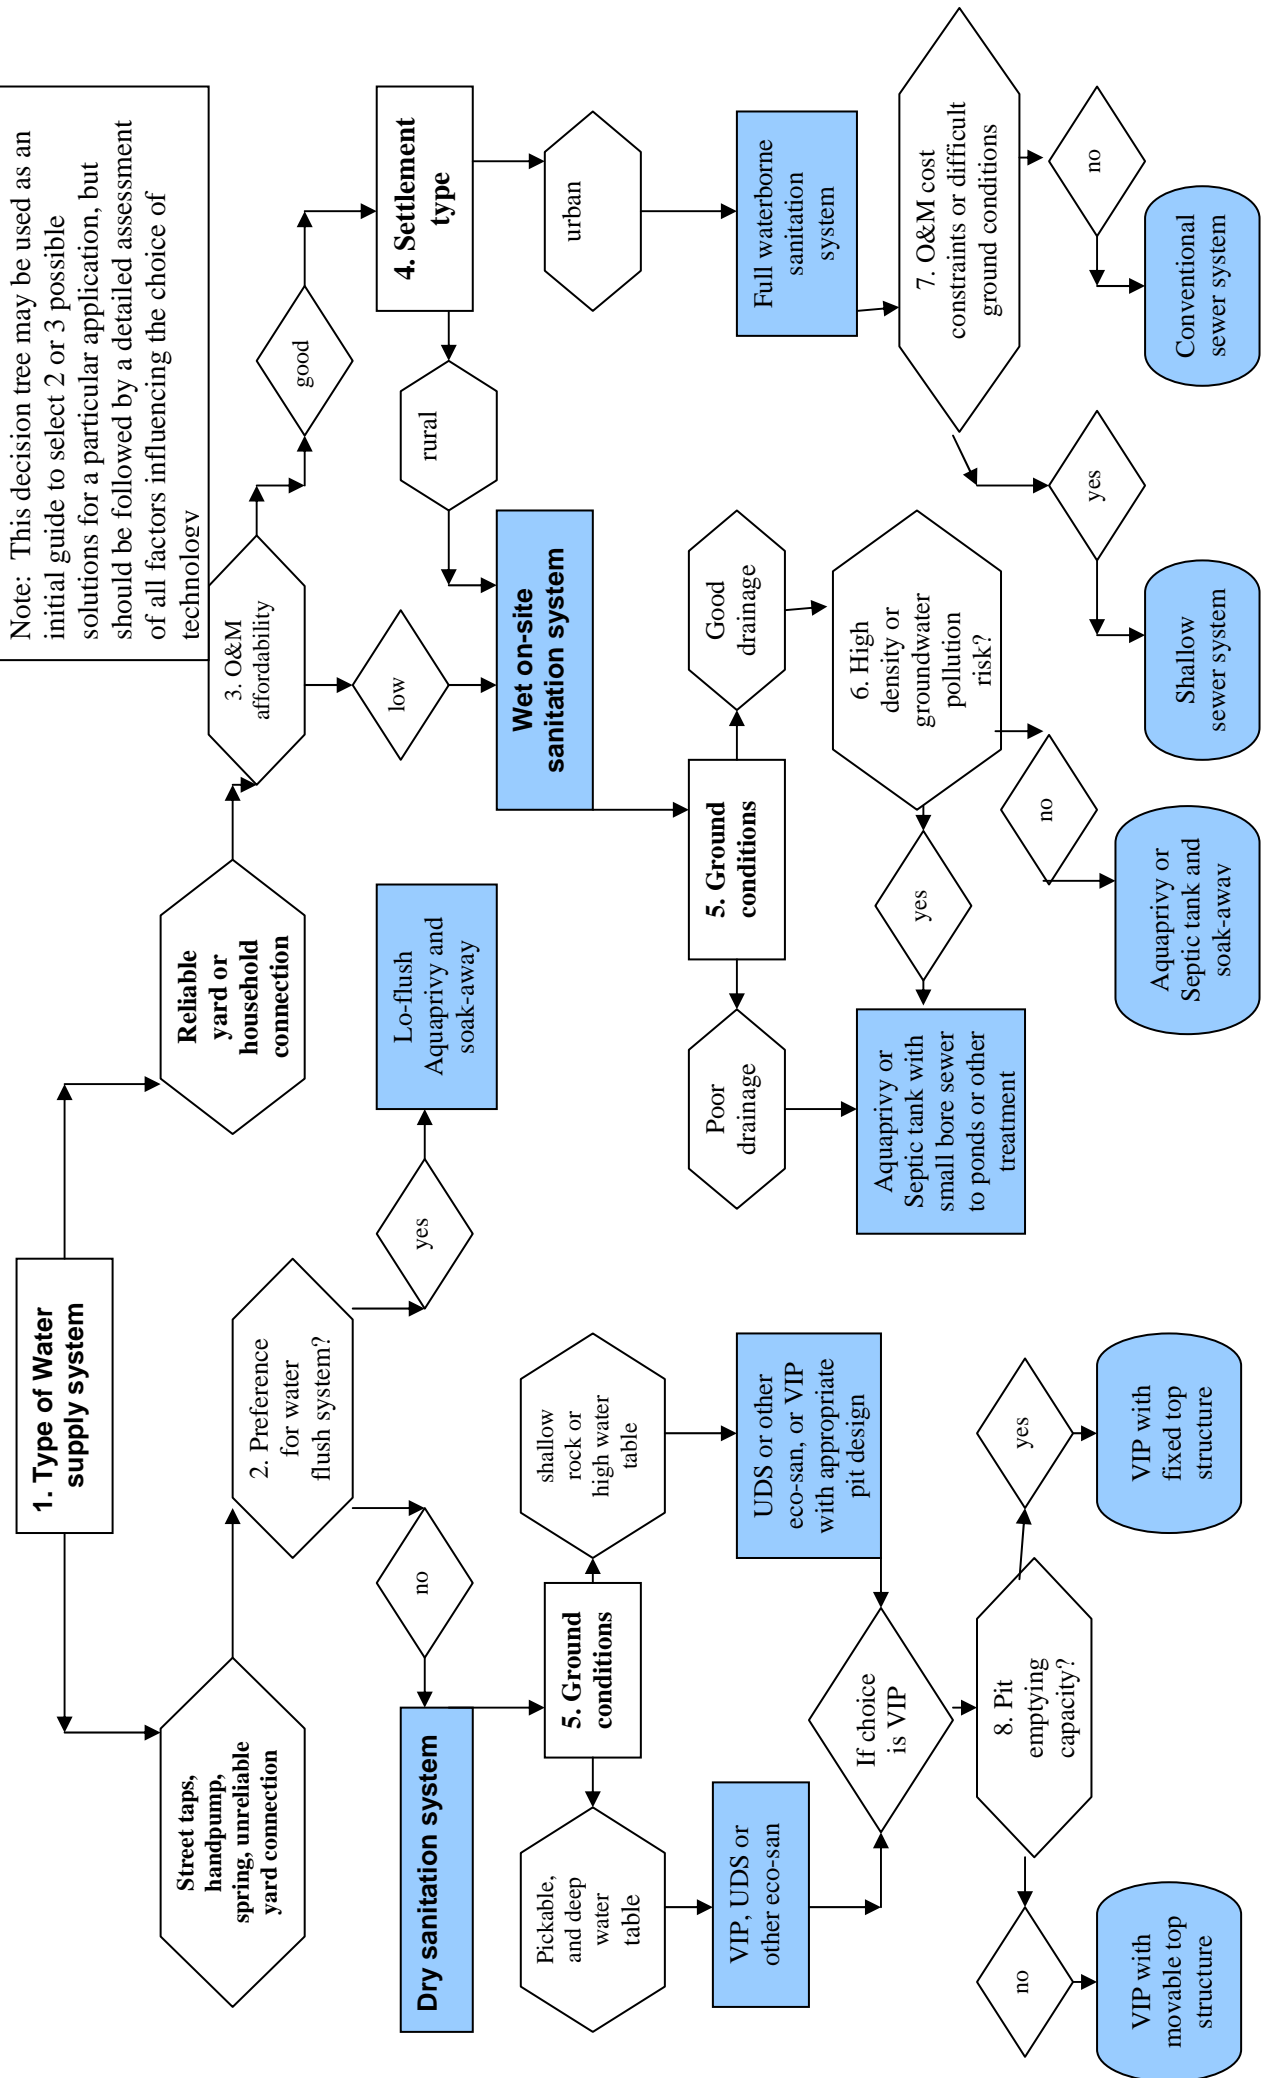 Note: This decision tree may be used as an
initial guide to select 2 or 3 possible
solutions for a particular application, but
should be followed by a detailed assessment
of all factors influencing the choice of
technology
1. Type of Water
supply system
Street taps,
handpump,
spring, unreliable
yard connection
Reliable
yard or
household
connection
2. Preference
for water
flush system?
3. O&M
affordability
good
no
yes
Lo-flush
Aquaprivy and
soak-away
low
rural
4. Settlement
type
Dry sanitation system
Wet on-site
sanitation system
urban
Pickable,
and deep
water
table
5. Ground
conditions
shallow
rock or
high water
table
Poor
drainage
5. Ground
conditions
Good
drainage
Full waterborne
sanitation
system
VIP, UDS or
other eco-san
UDS or other
eco-san, or VIP
with appropriate
pit design
Aquaprivy or
Septic tank with
small bore sewer
to ponds or other
treatment
yes
6. High
density or
groundwater
pollution
risk?
7. O&M cost
constraints or difficult
ground conditions
If choice
is VIP
8. Pit
emptying
capacity?
no
yes
no
yes
no
VIP with
movable top
structure
VIP with
fixed top
structure
Aquaprivy or
Septic tank and
soak-away
Shallow
sewer system
Conventional
sewer system